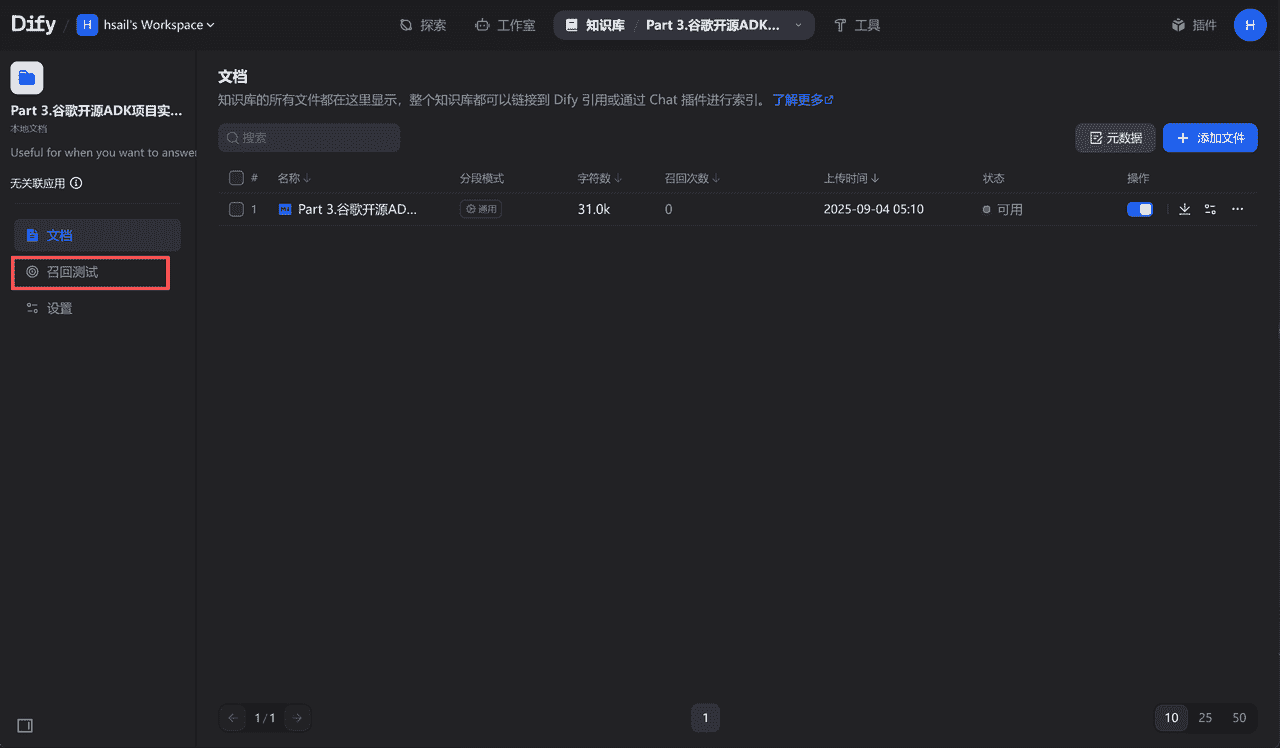 Dify / H hsail's Workspace 探索 工作室 知识库 / Part 3.谷歌开源ADK... 工具 插件 H
Part 3.谷歌开源ADK项目实...
本地文档
Useful for when you want to answer
无关联应用
文档
召回测试
设置
文档
知识库的所有文件都在这里显示，整个知识库都可以链接到 Dify 引用或通过 Chat 插件进行索引。了解更多
搜索 元数据 + 添加文件
# 名称 分段模式 字符数 召回次数 上传时间 状态 操作
1 Part 3.谷歌开源AD... 通用 31.0k 0 2025-09-04 05:10 可用
1 / 1 1 10 25 50